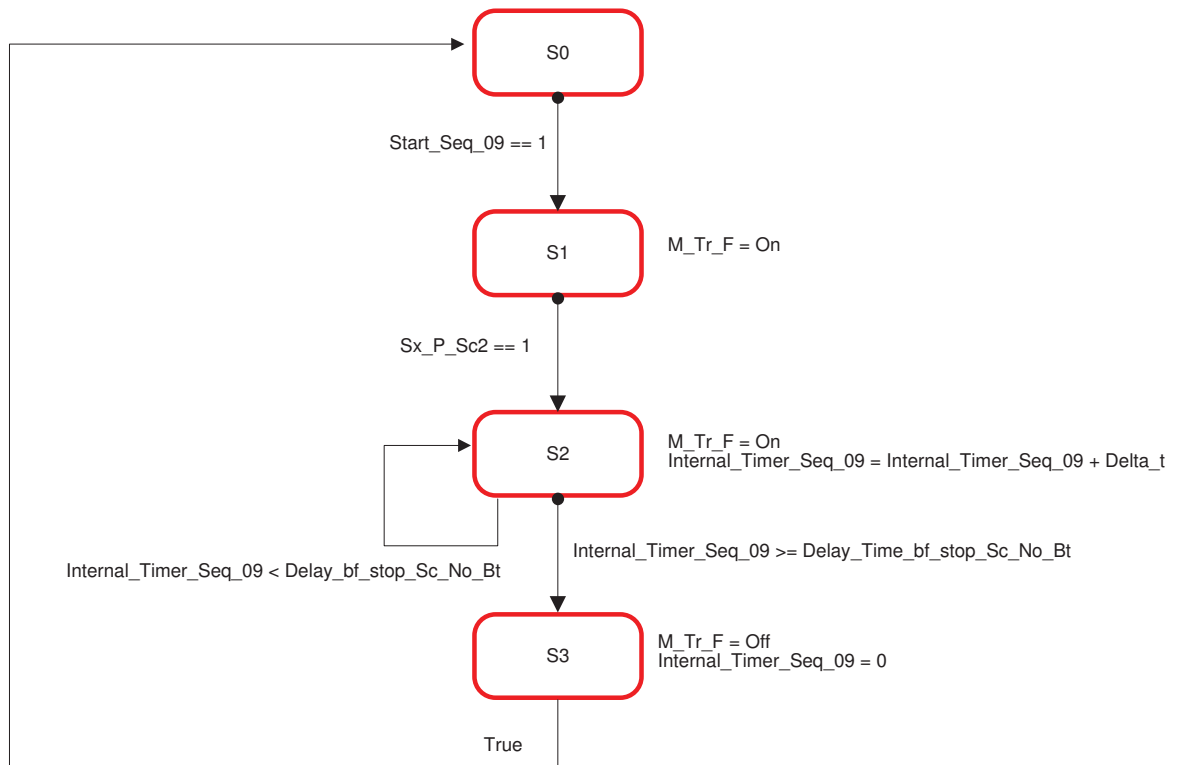 S0
Start_Seq_09 == 1
S1
M_Tr_F = On
Sx_P_Sc2 == 1
S2
M_Tr_F = On
Internal_Timer_Seq_09 = Internal_Timer_Seq_09 + Delta_t
Internal_Timer_Seq_09 >= Delay_Time_bf_stop_Sc_No_Bt
Internal_Timer_Seq_09 < Delay_bf_stop_Sc_No_Bt
S3
M_Tr_F = Off
Internal_Timer_Seq_09 = 0
True